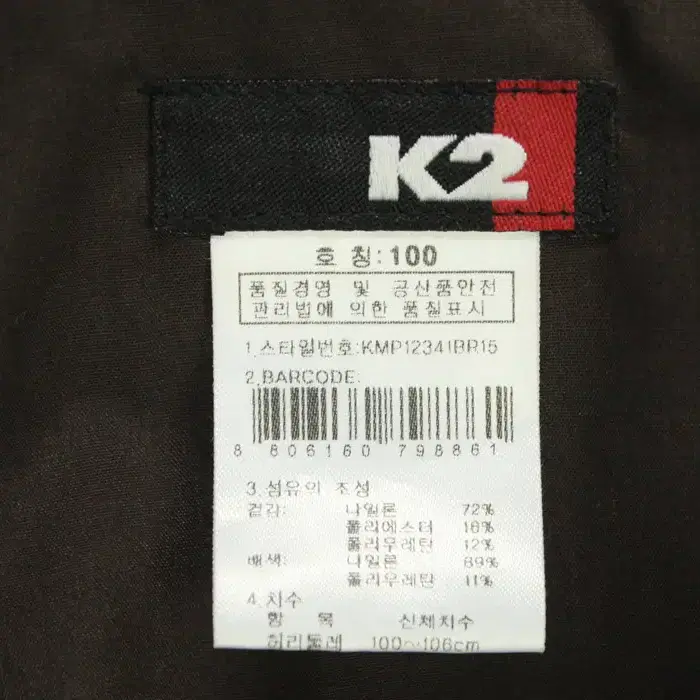 K2
호 칭:100
품질경영 및 공산품안전
관리법에 의한 품질표시
1.스타일번호:KMP12341BR15
2.BARCODE:
8 806160 798861
3.섬유의 조성
겉감: 나일론 72%
폴리에스터 16%
폴리우레탄 12%
배색: 나일론 89%
폴리우레탄 11%
4.치수
항 목 신체치수
허리둘레 100~106cm